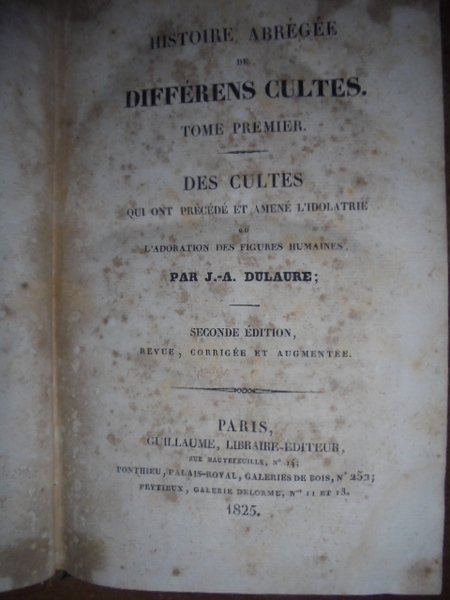 HISTOIRE ABRÉGÉE
DE
DIFFÉRENS CULTES.
TOME PREMIER.
DES CULTES
QUI ONT PRÉCÉDÉ ET AMENÉ L'IDOLATRIE
OU
L'ADORATION DES FIGURES HUMAINES,
PAR J.-A. DULAURE;
SECONDE ÉDITION,
REVUE, CORRIGÉE ET AUGMENTÉE.
PARIS,
GUILLAUME, LIBRAIRE-ÉDITEUR,
RUE HAUTEFEUILLE, N° 14;
PONTHIEU, PALAIS-ROYAL, GALERIES DE BOIS, N° 252;
PEYTIEUX, GALERIE DELORME, Nos 11 ET 13.
1825.